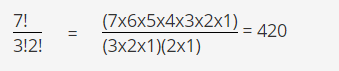 7!/3!2! = (7x6x5x4x3x2x1)/(3x2x1)(2x1) = 420